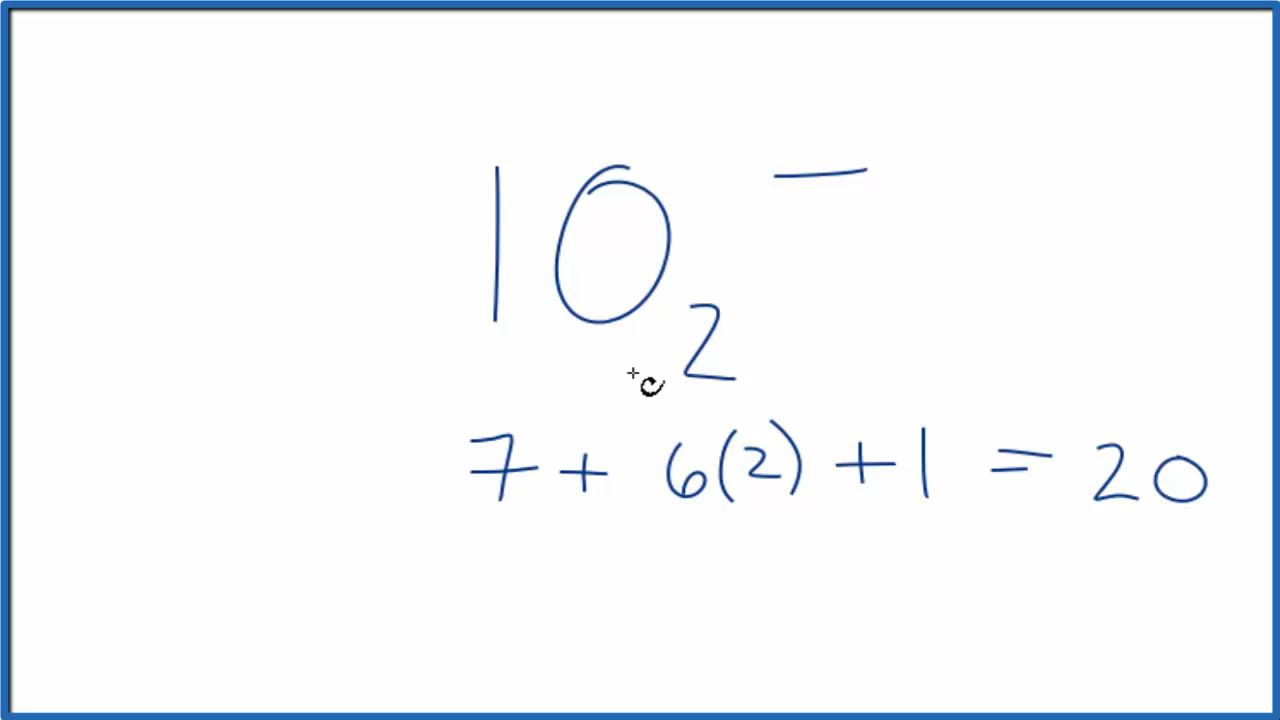 IO₂⁻
7 + 6(2) + 1 = 20